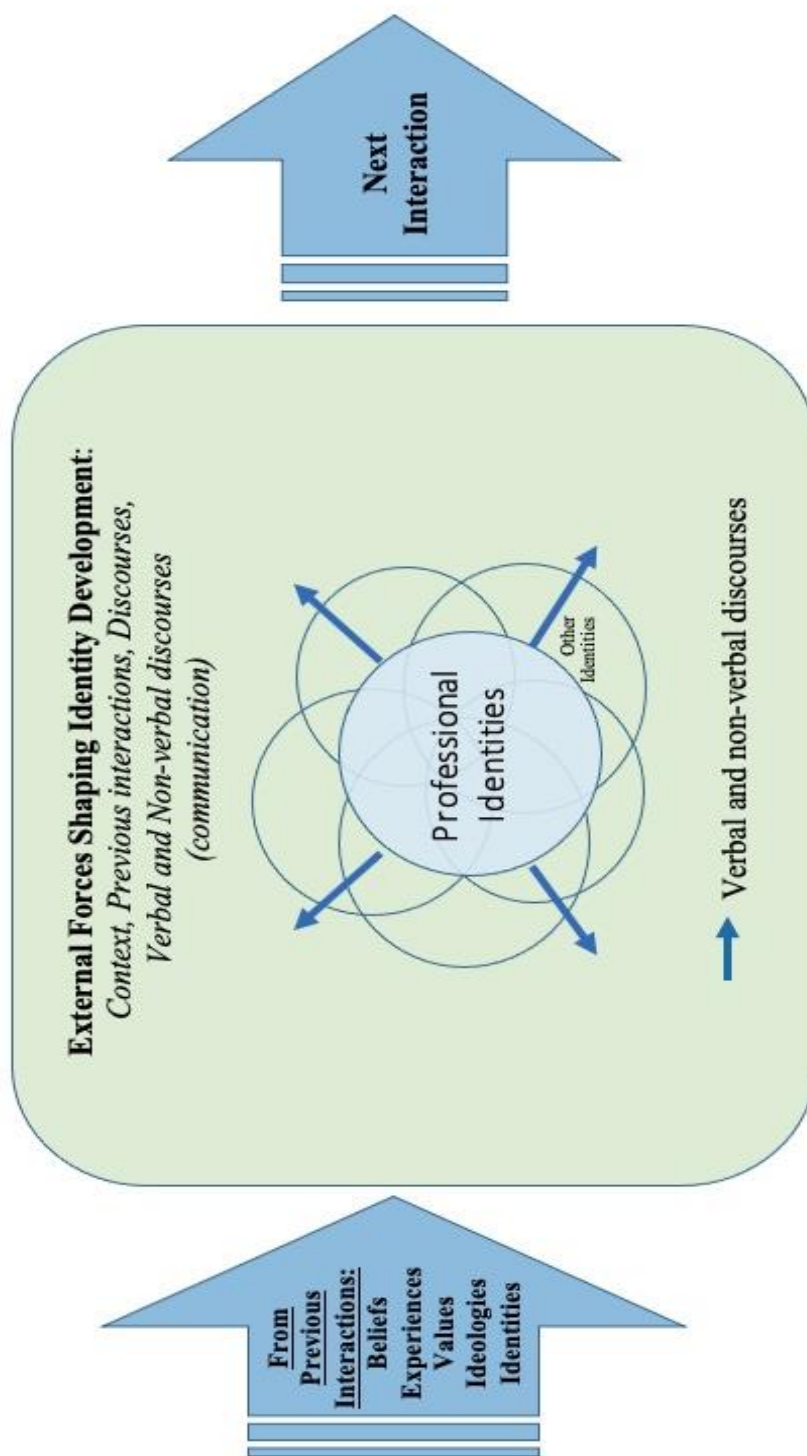 From
Previous
Interactions:
Beliefs
Experiences
Values
Ideologies
Identities
External Forces Shaping Identity Development:
Context, Previous interactions, Discourses,
Verbal and Non-verbal discourses
(communication)
Professional
Identities
Other
Identities
Verbal and non-verbal discourses
Next
Interaction